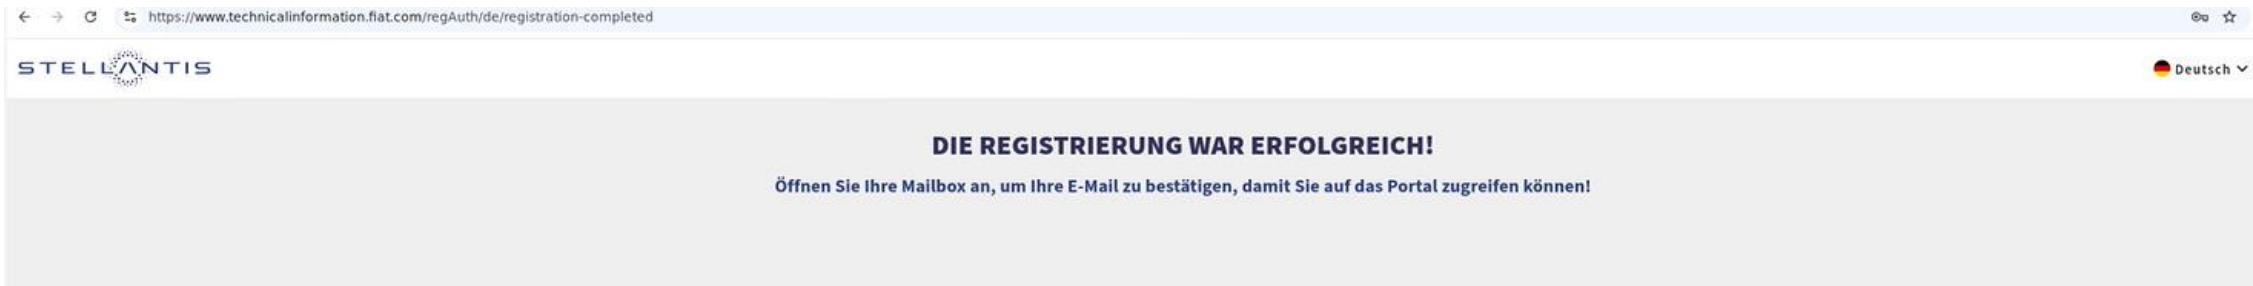 https://www.technicalinformation.fiat.com/regAuth/de/registration-completed
STELLANTIS
Deutsch
DIE REGISTRIERUNG WAR ERFOLGREICH!
Öffnen Sie Ihre Mailbox an, um Ihre E-Mail zu bestätigen, damit Sie auf das Portal zugreifen können!